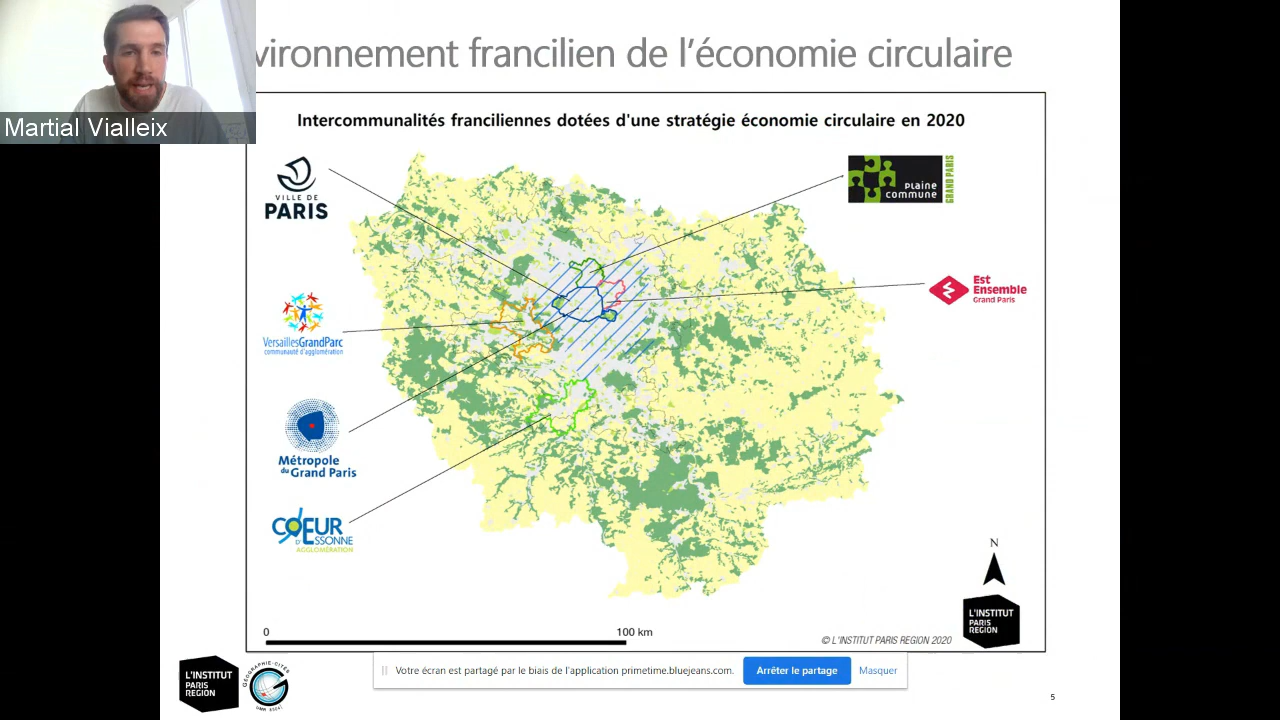 vironnement francilien de l'économie circulaire
Martial Vialleix
Intercommunalités franciliennes dotées d'une stratégie économie circulaire en 2020
VILLE DE
PARIS
plaine
commune
GRAND PARIS
Est
Ensemble
Grand Paris
VersaillesGrandParc
communauté d'agglomération
Métropole
du Grand Paris
COEUR
D'ESSONNE
AGGLOMÉRATION
N
L'INSTITUT
PARIS
REGION
0
100 km
© L'INSTITUT PARIS REGION 2020
L'INSTITUT
PARIS
REGION
GÉOGRAPHIE-CITÉS
UMR 8504
Votre écran est partagé par le biais de l'application primetime.bluejeans.com.
Arrêter le partage
Masquer
5